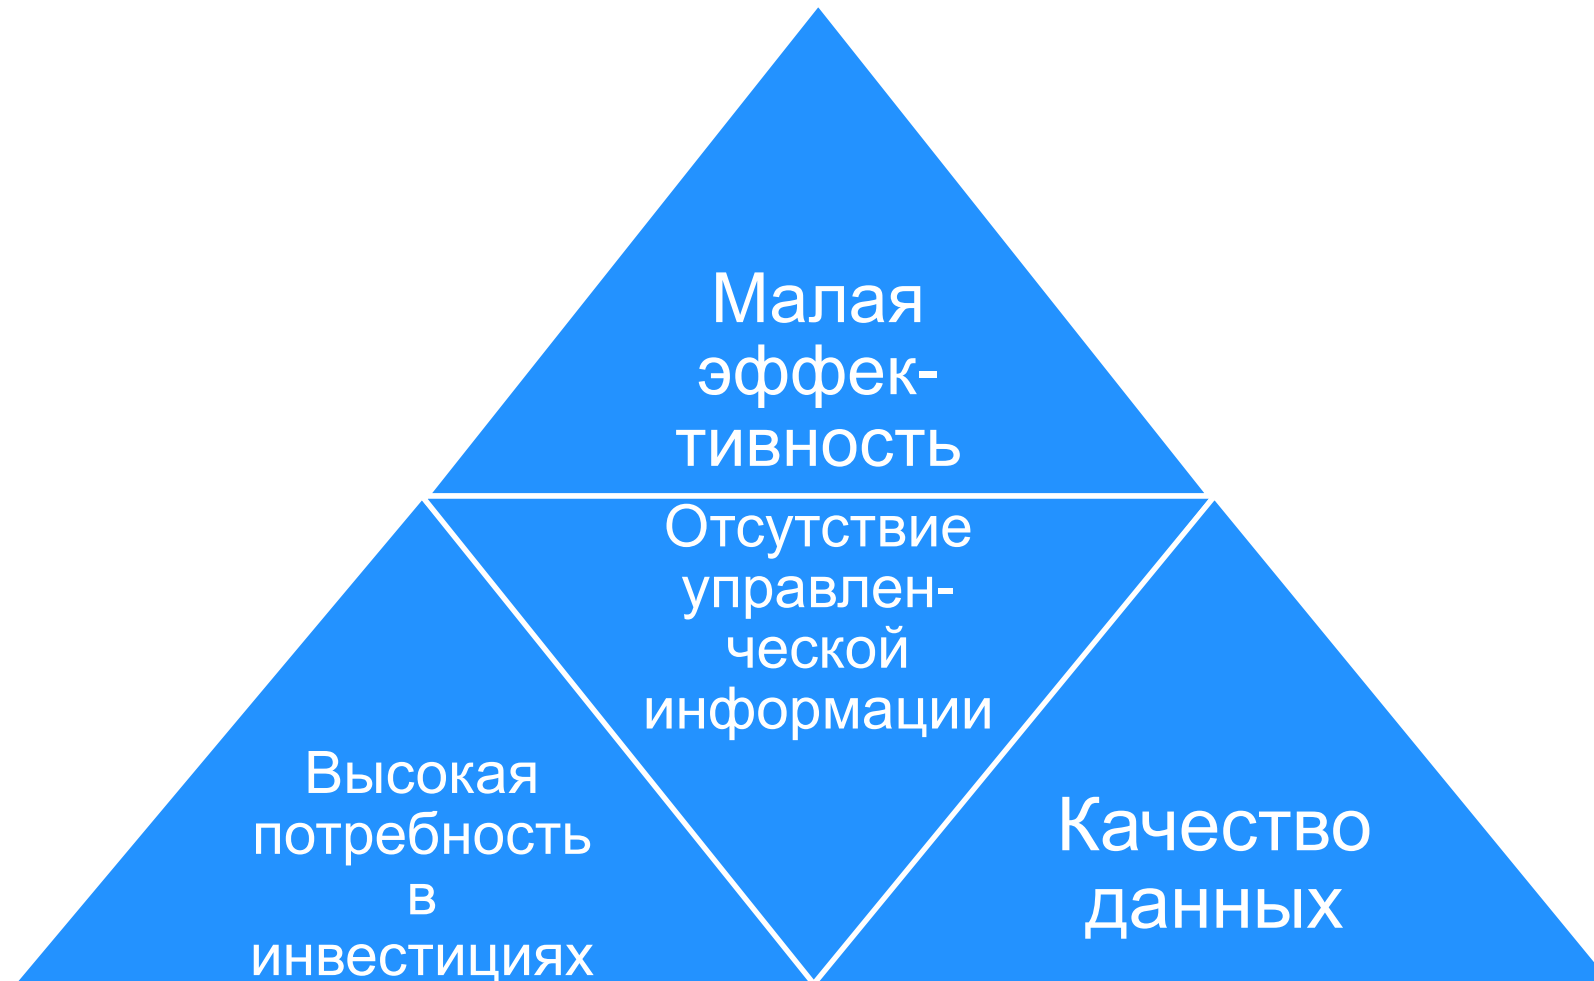 Малая
эффек-
тивность
Отсутствие
управлен-
ческой
информации
Высокая
потребность
в
инвестициях
Качество
данных